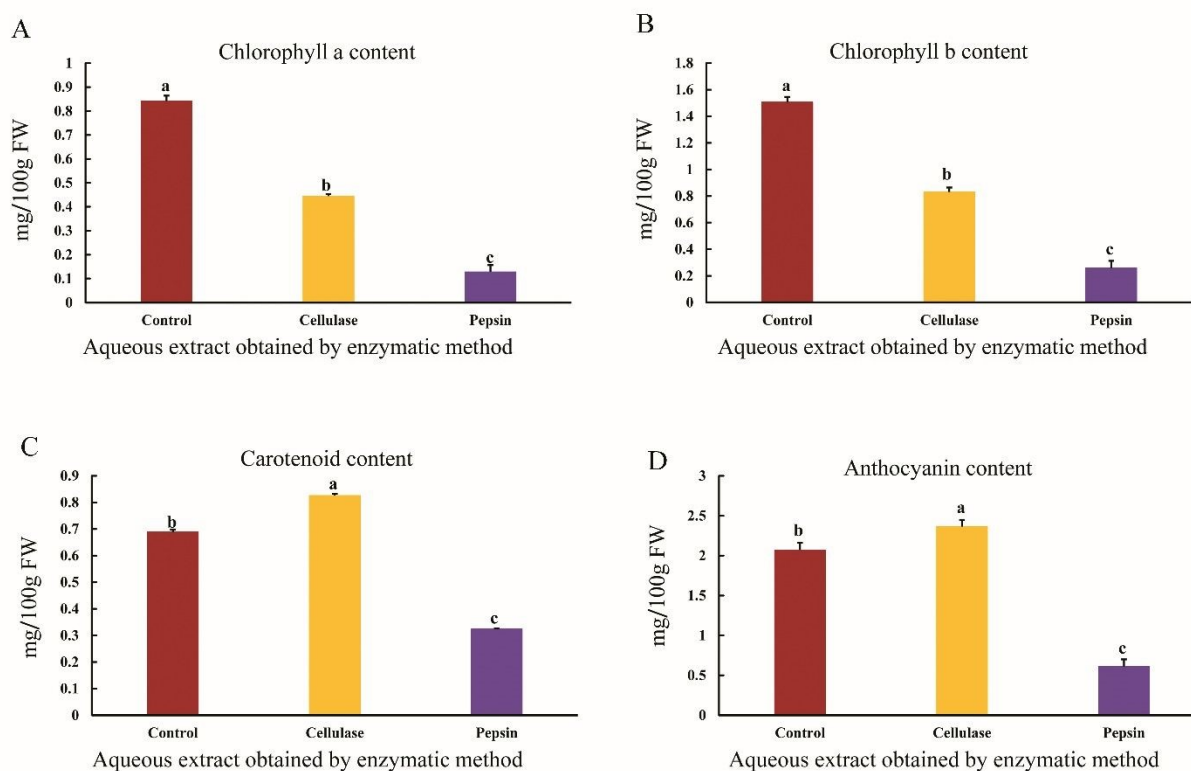 A
Chlorophyll a content
mg/100g FW
1
0.9
0.8
0.7
0.6
0.5
0.4
0.3
0.2
0.1
0
a
b
c
Control Cellulase Pepsin
Aqueous extract obtained by enzymatic method
B
Chlorophyll b content
mg/100g FW
1.8
1.6
1.4
1.2
1
0.8
0.6
0.4
0.2
0
a
b
c
Control Cellulase Pepsin
Aqueous extract obtained by enzymatic method
C
Carotenoid content
mg/100g FW
0.9
0.8
0.7
0.6
0.5
0.4
0.3
0.2
0.1
0
b
a
c
Control Cellulase Pepsin
Aqueous extract obtained by enzymatic method
D
Anthocyanin content
mg/100g FW
3
2.5
2
1.5
1
0.5
0
b
a
c
Control Cellulase Pepsin
Aqueous extract obtained by enzymatic method